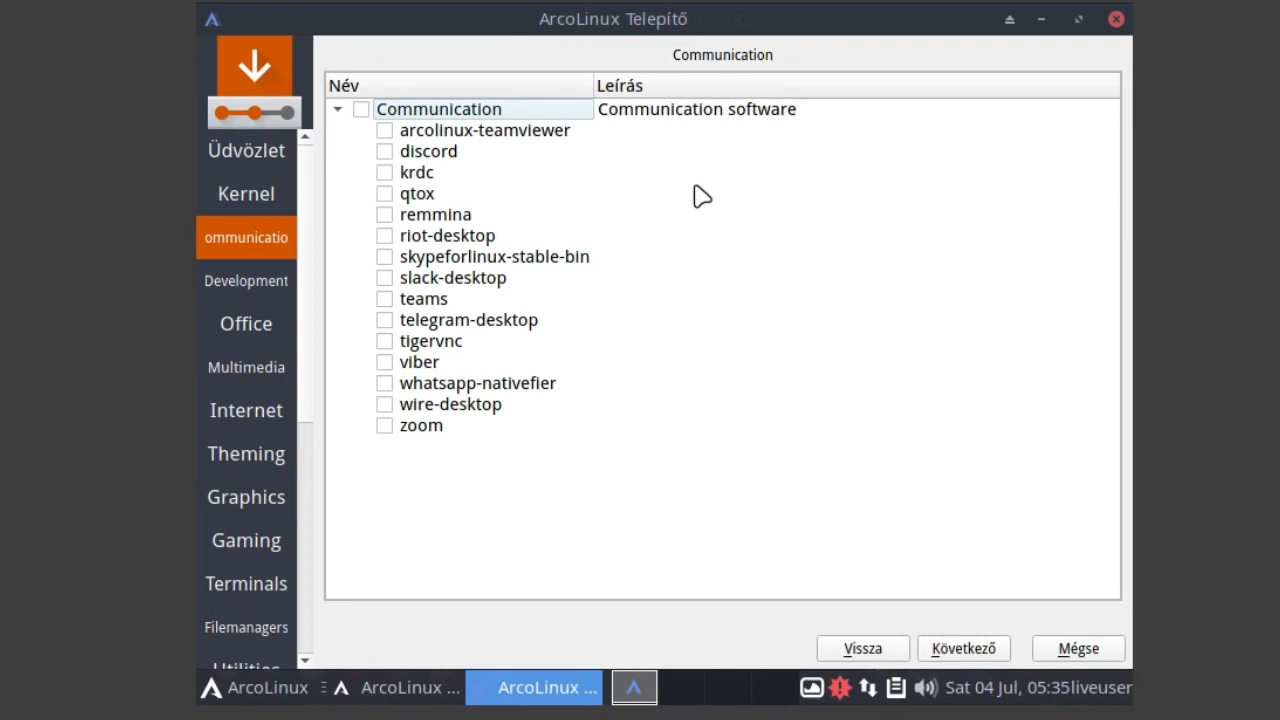 ArcoLinux Telepítő
Communication
Név Leírás
Communication Communication software
arcolinux-teamviewer
discord
krdc
qtox
remmina
riot-desktop
skypeforlinux-stable-bin
slack-desktop
teams
telegram-desktop
tigervnc
viber
whatsapp-nativefier
wire-desktop
zoom
Üdvözlet
Kernel
ommunicatio
Development
Office
Multimedia
Internet
Theming
Graphics
Gaming
Terminals
Filemanagers
Utilities
Vissza Következő Mégse
ArcoLinux ArcoLinux ... ArcoLinux ... Sat 04 Jul, 05:35liveuser